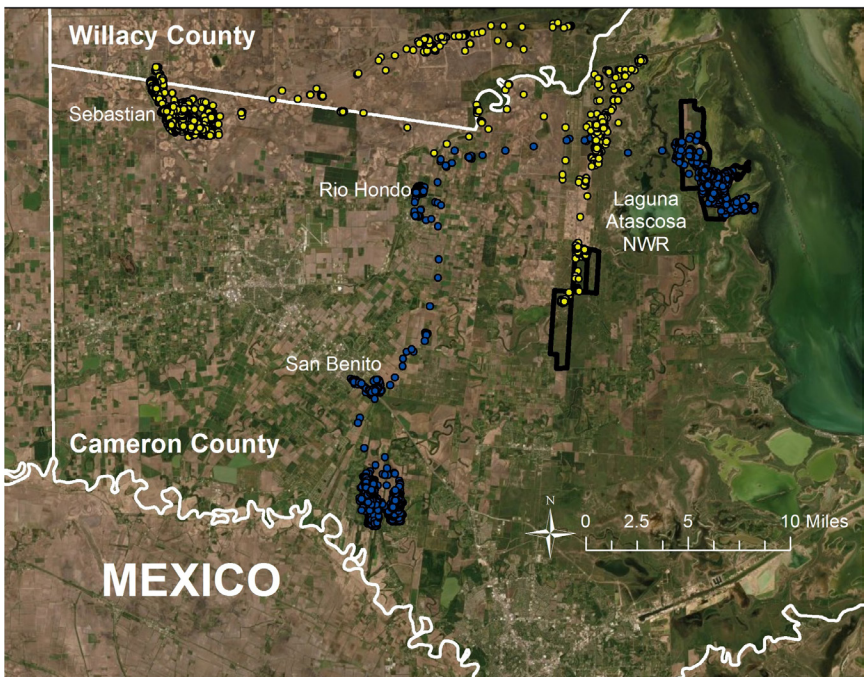 Willacy County
Sebastian
Rio Hondo
Laguna
Atascosa
NWR
San Benito
Cameron County
N
0 2.5 5 10 Miles
MEXICO